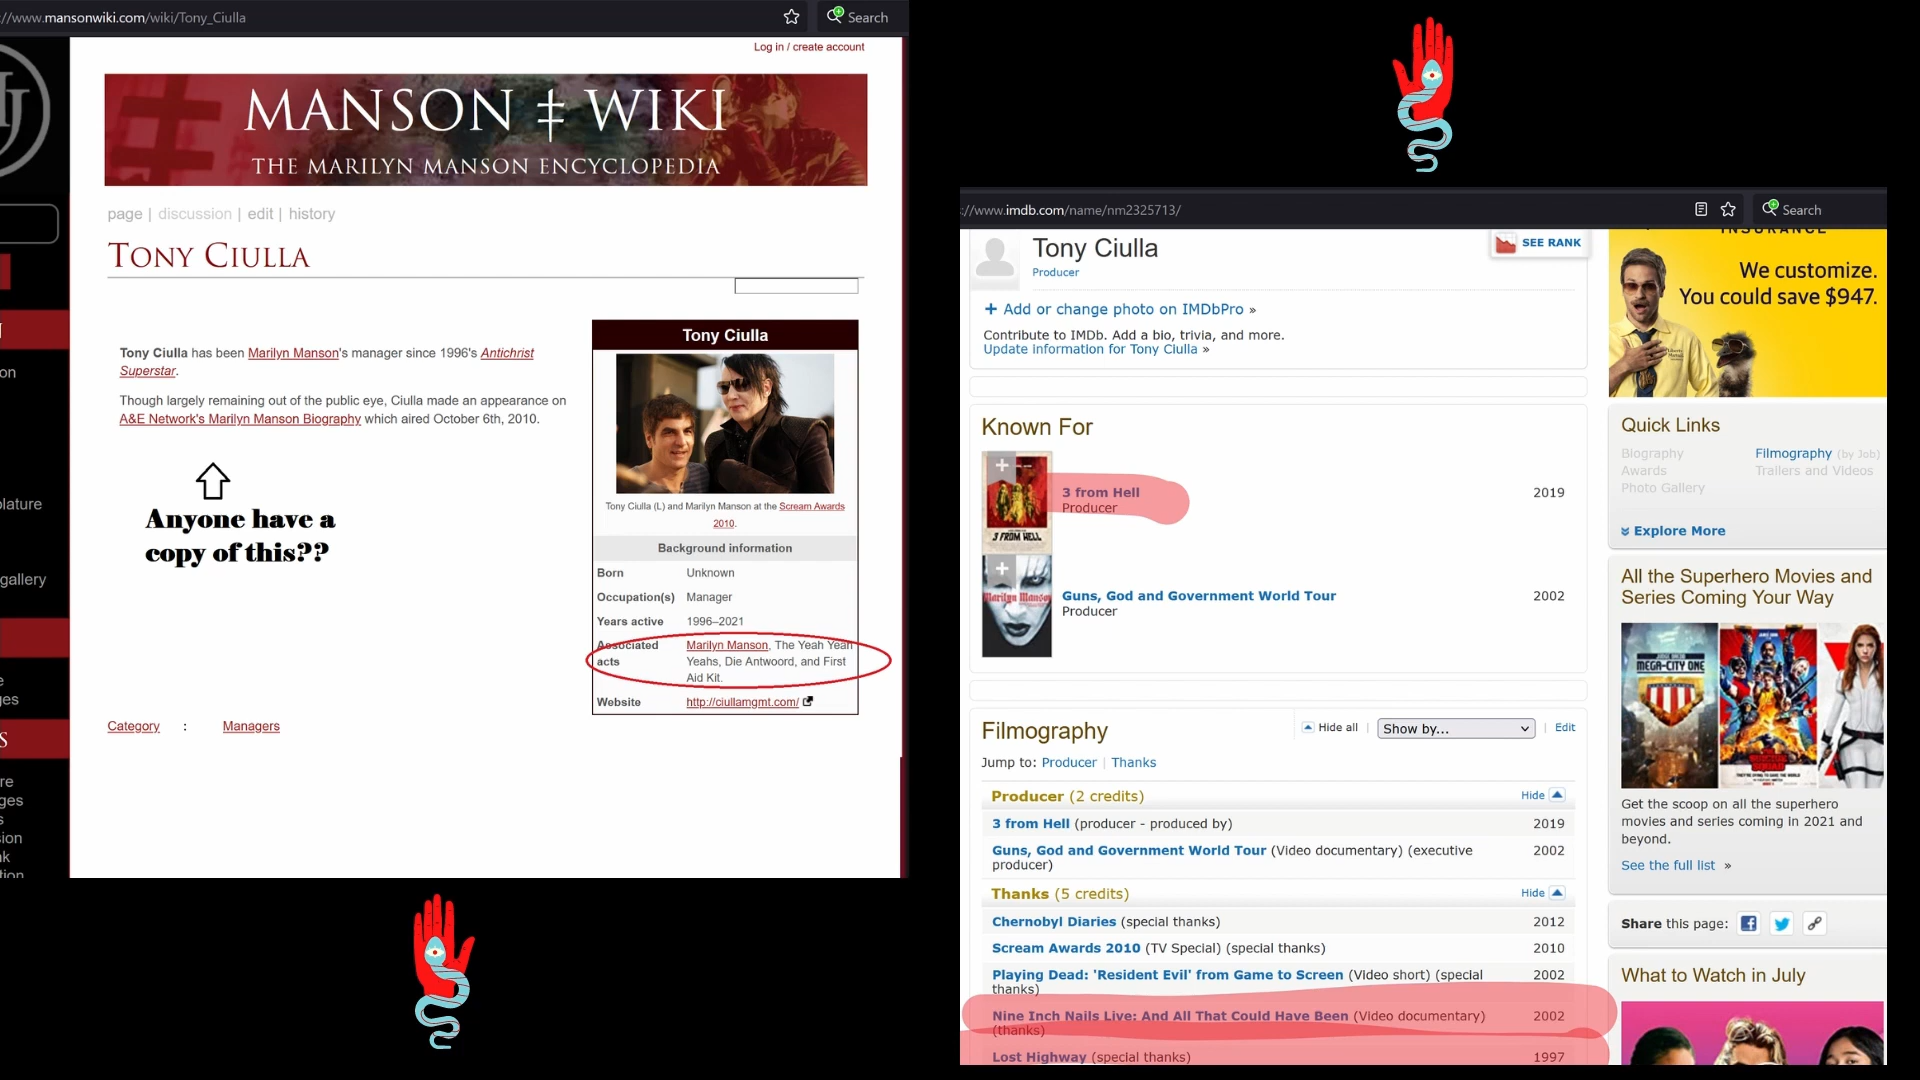 ://www.mansonwiki.com/wiki/Tony_Ciulla
Search
Log in / create account
MANSON ‡ WIKI
THE MARILYN MANSON ENCYCLOPEDIA
page | discussion | edit | history
TONY CIULLA
Tony Ciulla has been Marilyn Manson's manager since 1996's Antichrist
Superstar.
Though largely remaining out of the public eye, Ciulla made an appearance on
A&E Network's Marilyn Manson Biography which aired October 6th, 2010.
Anyone have a
copy of this??
Tony Ciulla
Tony Ciulla (L) and Marilyn Manson at the Scream Awards
2010.
Background information
Born Unknown
Occupation(s) Manager
Years active 1996–2021
Associated acts Marilyn Manson, The Yeah Yeah
Yeahs, Die Antwoord, and First
Aid Kit.
Website http://ciullamgmt.com/
Category : Managers
on
lature
gallery
e
ges
S
re
ges
s
sion
k
tion
://www.imdb.com/name/nm2325713/
Search
Tony Ciulla
Producer
SEE RANK
+ Add or change photo on IMDbPro »
Contribute to IMDb. Add a bio, trivia, and more.
Update information for Tony Ciulla »
Known For
3 from Hell 2019
Producer
3 FROM HELL
Guns, God and Government World Tour 2002
Producer
Marilyn Manson
Filmography
Hide all | Show by... | Edit
Jump to: Producer | Thanks
Producer (2 credits) Hide
3 from Hell (producer - produced by) 2019
Guns, God and Government World Tour (Video documentary) (executive 2002
producer)
Thanks (5 credits) Hide
Chernobyl Diaries (special thanks) 2012
Scream Awards 2010 (TV Special) (special thanks) 2010
Playing Dead: 'Resident Evil' from Game to Screen (Video short) (special 2002
thanks)
Nine Inch Nails Live: And All That Could Have Been (Video documentary) 2002
(thanks)
Lost Highway (special thanks) 1997
INSURANCE
We customize.
You could save $947.
Quick Links
Biography
Awards
Photo Gallery
Filmography (by Job)
Trailers and Videos
Explore More
All the Superhero Movies and
Series Coming Your Way
MEGA-CITY ONE
Get the scoop on all the superhero
movies and series coming in 2021 and
beyond.
See the full list »
Share this page:
What to Watch in July